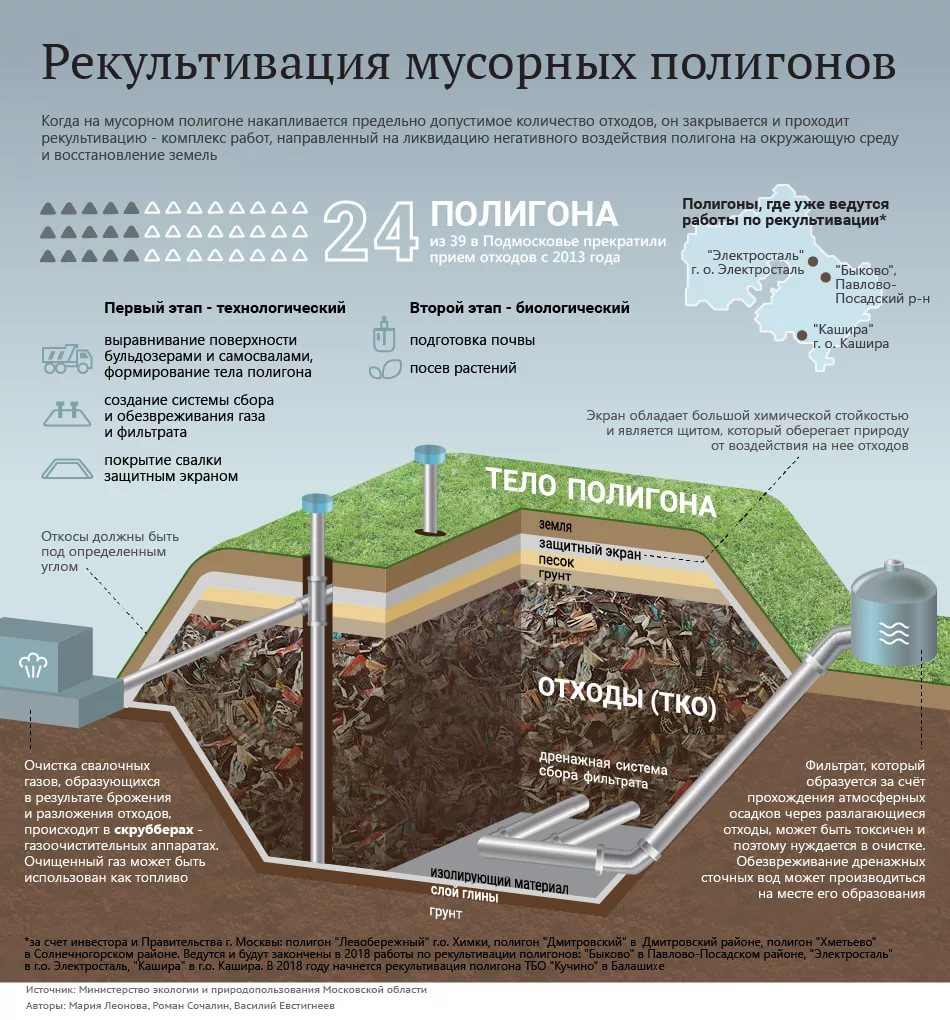 Рекультивация мусорных полигонов
Когда на мусорном полигоне накапливается предельно допустимое количество отходов, он закрывается и проходит
рекультивацию - комплекс работ, направленный на ликвидацию негативного воздействия полигона на окружающую среду
и восстановление земель
24 ПОЛИГОНА
из 39 в Подмосковье прекратили
прием отходов с 2013 года
Полигоны, где уже ведутся
работы по рекультивации*
"Электросталь"
г. о. Электросталь
"Быково",
Павлово-
Посадский р-н
"Кашира"
г. о. Кашира
Первый этап - технологический
выравнивание поверхности
бульдозерами и самосвалами,
формирование тела полигона
создание системы сбора
и обезвреживания газа
и фильтрата
покрытие свалки
защитным экраном
Второй этап - биологический
подготовка почвы
посев растений
Экран обладает большой химической стойкостью
и является щитом, который оберегает природу
от воздействия на нее отходов
Откосы должны быть
под определенным
углом
ТЕЛО ПОЛИГОНА
земля
защитный экран
песок
грунт
ОТХОДЫ (ТКО)
дренажная система
сбора фильтрата
Очистка свалочных
газов, образующихся
в результате брожения
и разложения отходов,
происходит в скрубберах -
газоочистительных аппаратах.
Очищенный газ может быть
использован как топливо
Фильтрат, который
образуется за счёт
прохождения атмосферных
осадков через разлагающиеся
отходы, может быть токсичен и
поэтому нуждается в очистке.
Обезвреживание дренажных
сточных вод может производиться
на месте его образования
изолирующий материал
слой глины
грунт
*за счет инвестора и Правительства г. Москвы: полигон "Левобережный" г.о. Химки, полигон "Дмитровский" в Дмитровский районе, полигон "Хметьево"
в Солнечногорском районе. Ведутся и будут закончены в 2018 работы по рекультивации полигонов: "Быково" в Павлово-Посадском районе, "Электросталь"
в г.о. Электросталь, "Кашира" в г.о. Кашира. В 2018 году начнется рекультивация полигона ТБО "Кучино" в Балашихе
Источник: Министерство экологии и природопользования Московской области
Авторы: Мария Леонова, Роман Сочалин, Василий Евстигнеев